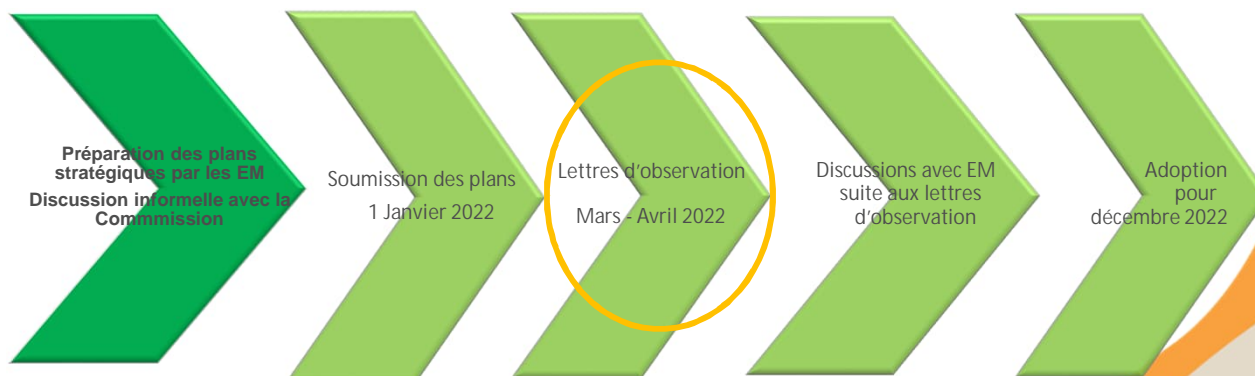 Préparation des plans
stratégiques par les EM
Discussion informelle avec la
Commmission
Soumission des plans
1 Janvier 2022
Lettres d'observation
Mars - Avril 2022
Discussions avec EM
suite aux lettres
d'observation
Adoption
pour
décembre 2022